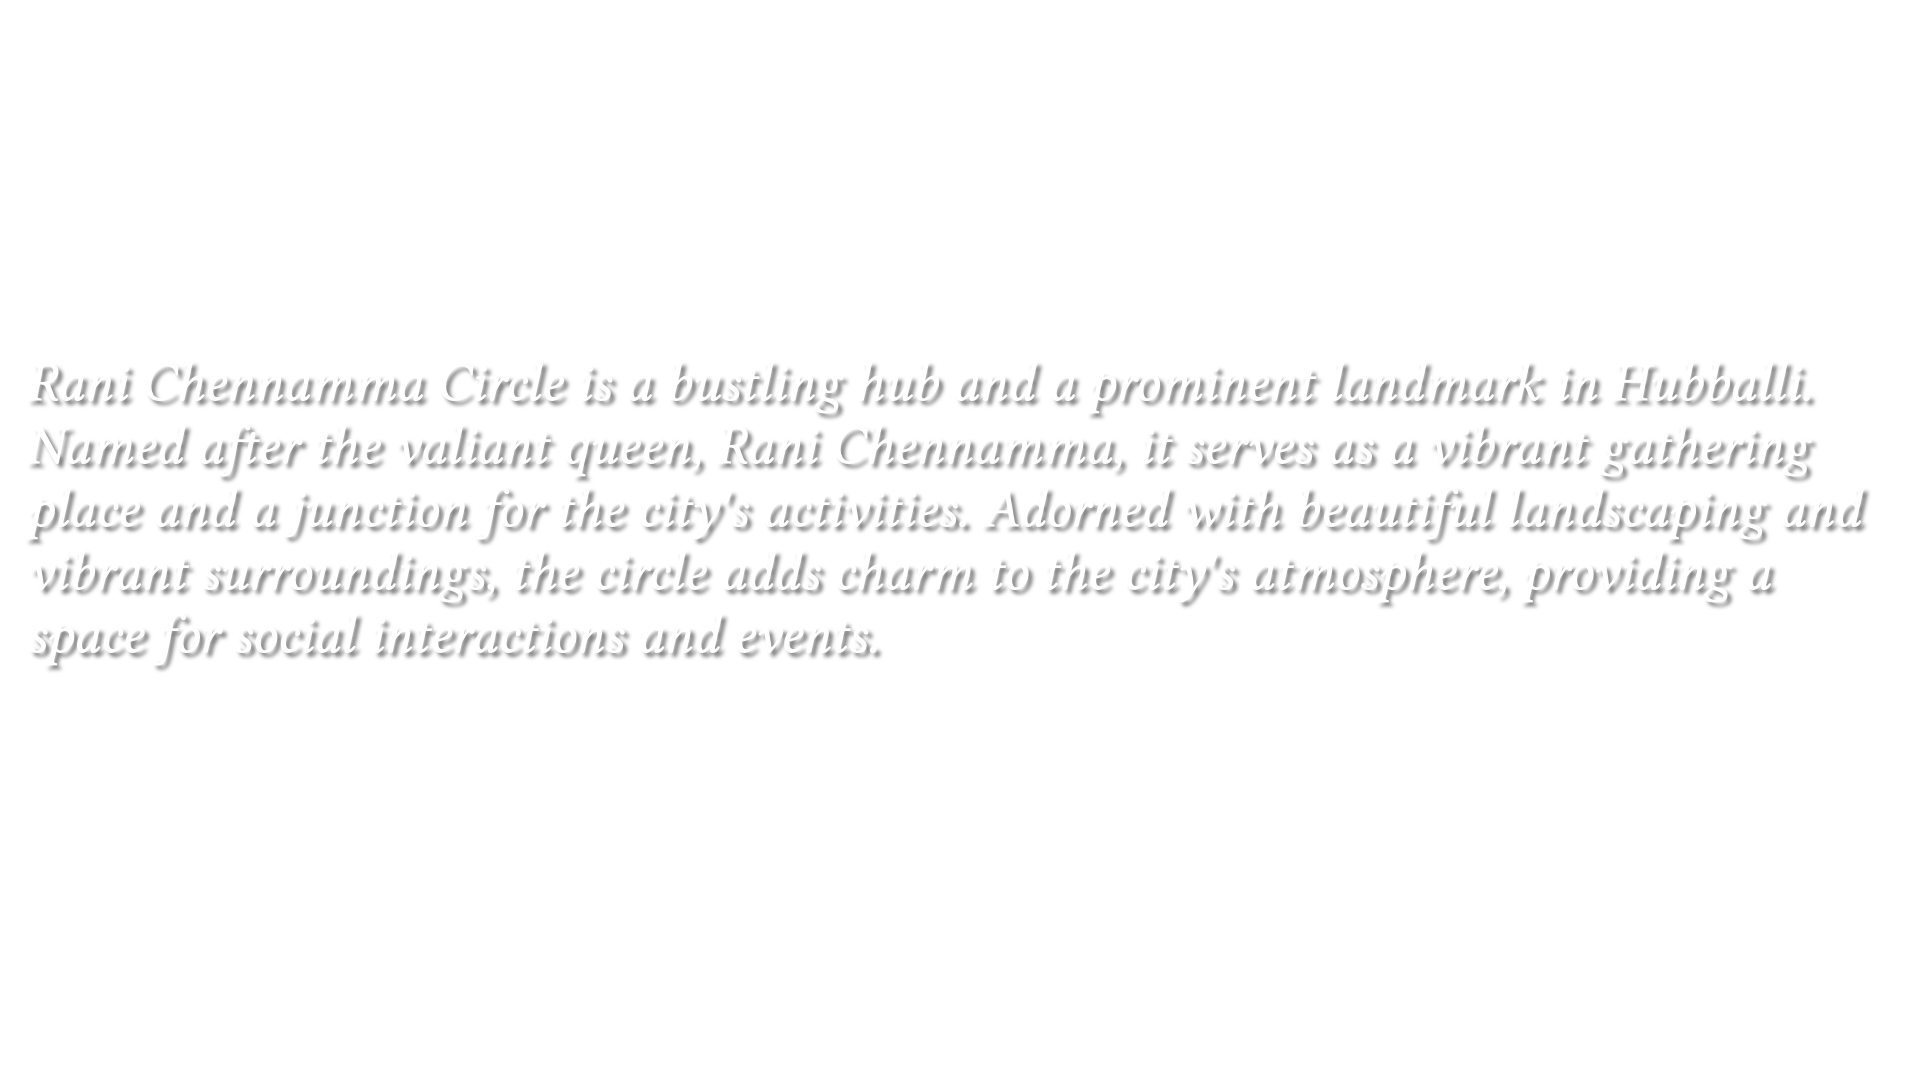 Rani Chennamma Circle is a bustling hub and a prominent landmark in Hubballi.
Named after the valiant queen, Rani Chennamma, it serves as a vibrant gathering
place and a junction for the city's activities. Adorned with beautiful landscaping and
vibrant surroundings, the circle adds charm to the city's atmosphere, providing a
space for social interactions and events.